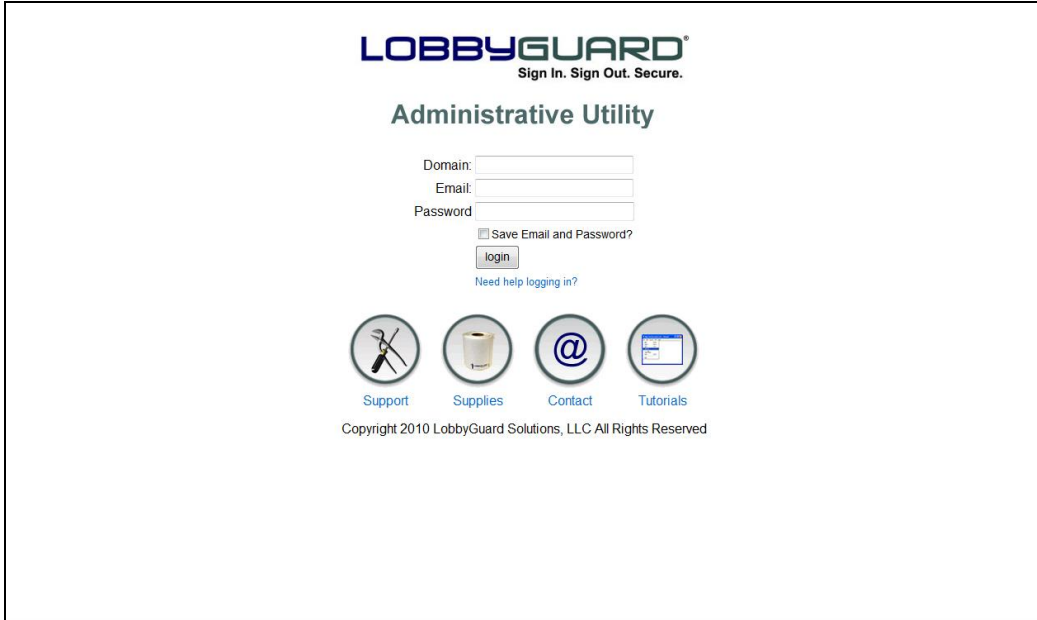 LOBBYGUARD®
Sign In. Sign Out. Secure.
Administrative Utility
Domain:
Email:
Password
Save Email and Password?
login
Need help logging in?
@
Support Supplies Contact Tutorials
Copyright 2010 LobbyGuard Solutions, LLC All Rights Reserved